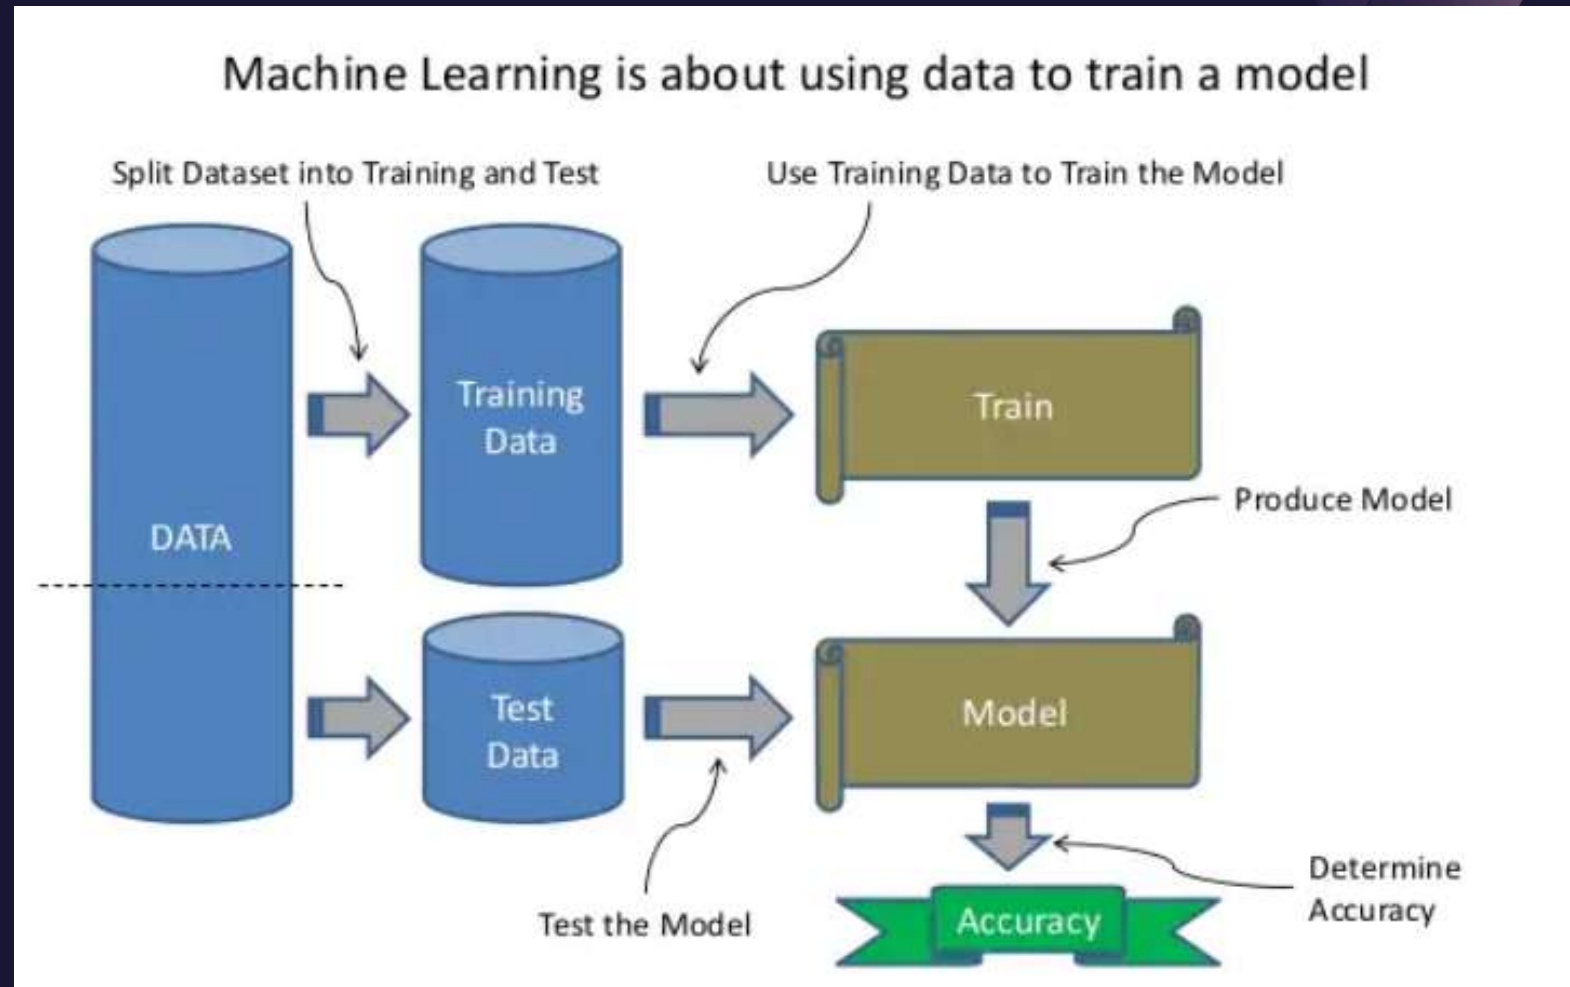 Machine Learning is about using data to train a model
Split Dataset into Training and Test
Use Training Data to Train the Model
Training
Data
Train
Produce Model
DATA
Test
Data
Model
Test the Model
Accuracy
Determine
Accuracy